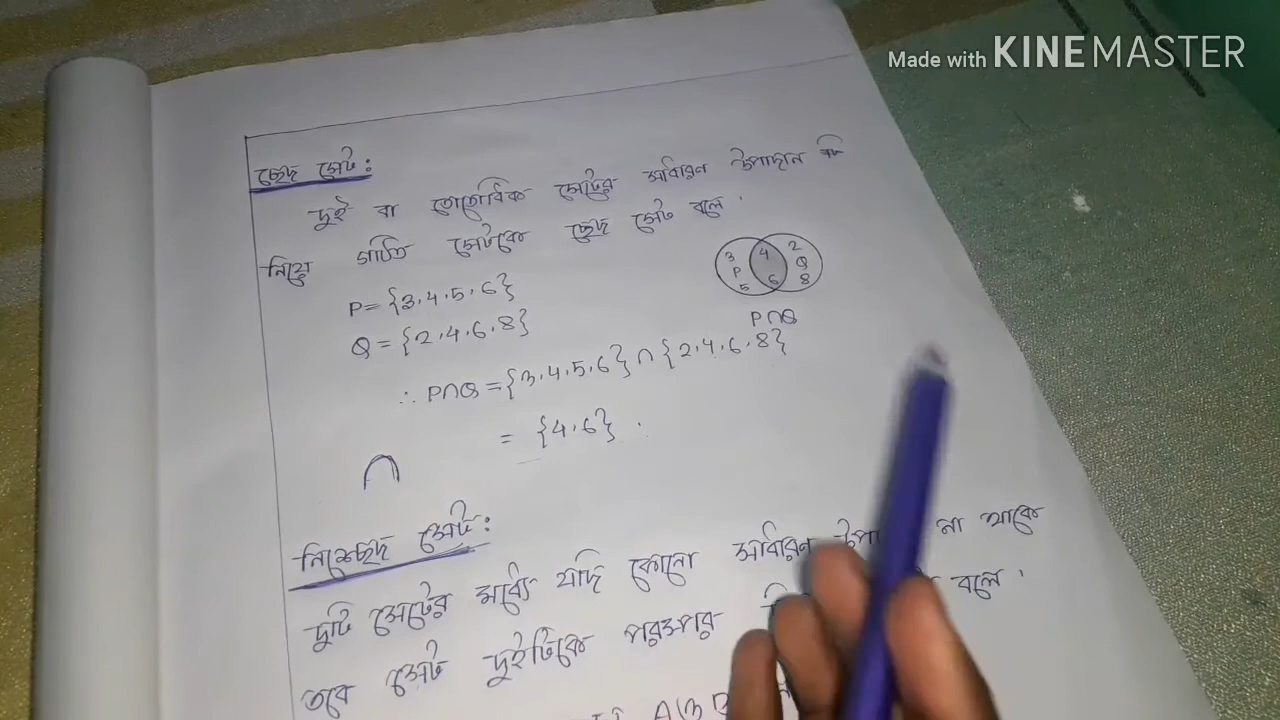 Made with KINEMASTER
ছেদ সেট:
দুই বা ততোধিক সেটের সাধারণ উপাদান
নিয়ে গঠিত সেটকে ছেদ সেট বলে.
P = {3, 4, 5, 6}
Q = {2, 4, 6, 8}
3 4 2
P Q
5 6 8
P∩Q
∴ P∩Q = {3, 4, 5, 6} ∩ {2, 4, 6, 8}
= {4, 6}.
∩
নিশ্ছেদ সেট:
দুটি সেটের মধ্যে যদি কোনো সাধারণ না থাকে
তবে সেট দুইটিকে পরস্পর বলে.